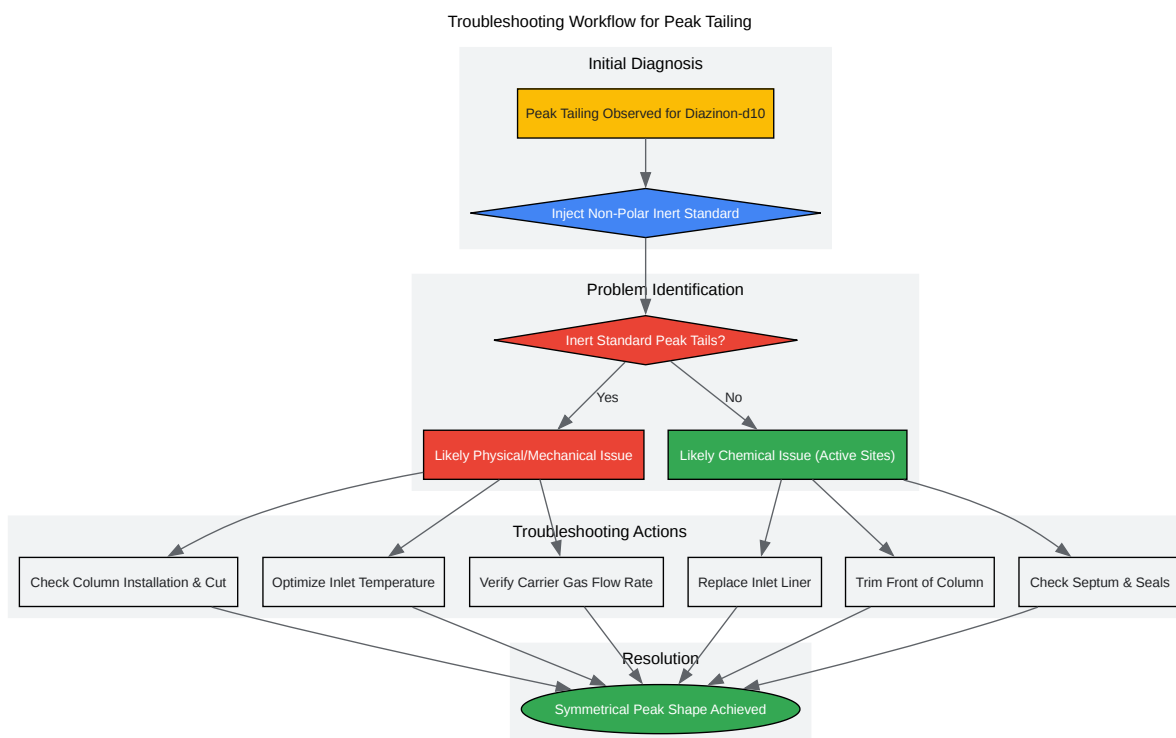 Troubleshooting Workflow for Peak Tailing
Initial Diagnosis
Peak Tailing Observed for Diazinon-d10
Inject Non-Polar Inert Standard
Problem Identification
Inert Standard Peak Tails?
Yes
No
Likely Physical/Mechanical Issue
Likely Chemical Issue (Active Sites)
Troubleshooting Actions
Check Column Installation & Cut
Optimize Inlet Temperature
Verify Carrier Gas Flow Rate
Replace Inlet Liner
Trim Front of Column
Check Septum & Seals
Resolution
Symmetrical Peak Shape Achieved